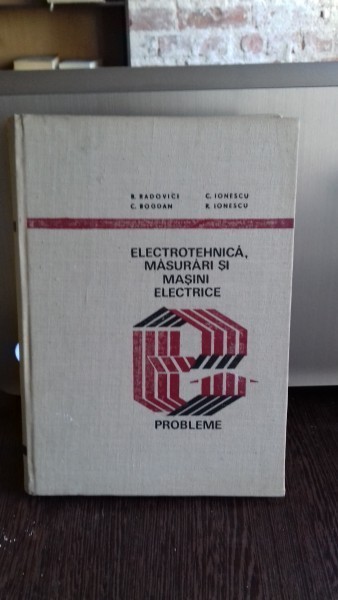 B. RADOVICI C. IONESCU
C. BOGDAN R. IONESCU
ELECTROTEHNICĂ,
MĂSURĂRI ȘI
MAȘINI
ELECTRICE
PROBLEME